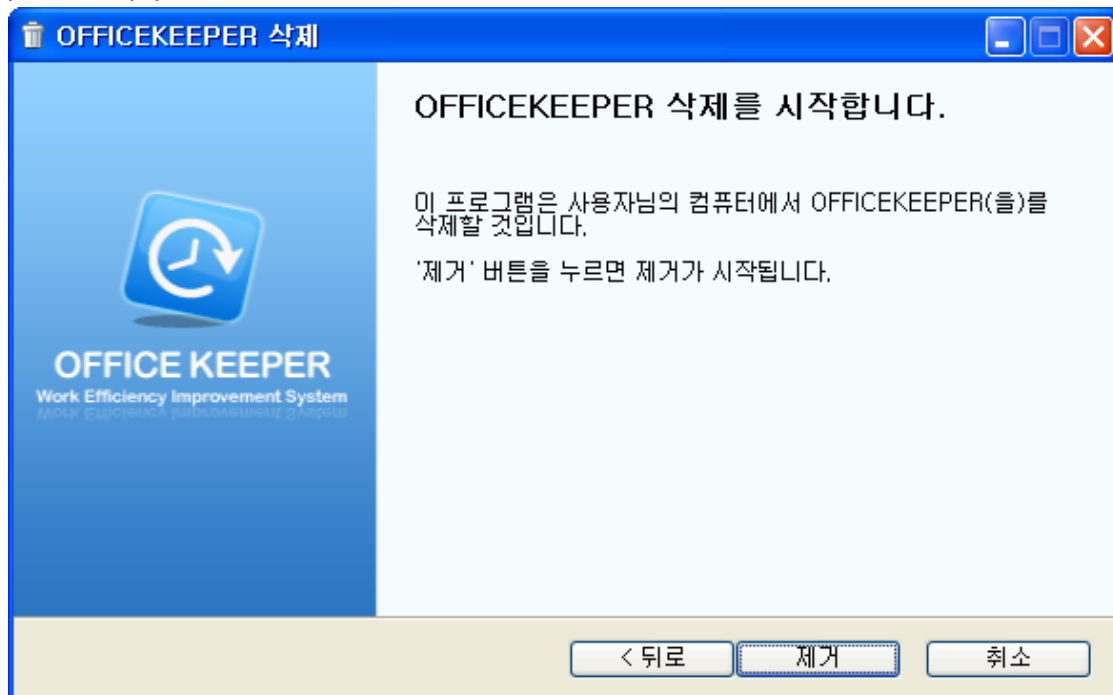 OFFICEKEEPER 삭제
OFFICEKEEPER 삭제를 시작합니다.
이 프로그램은 사용자님의 컴퓨터에서 OFFICEKEEPER(을)를
삭제할 것입니다.
'제거' 버튼을 누르면 제거가 시작됩니다.
OFFICE KEEPER
Work Efficiency Improvement System
< 뒤로
제거
취소